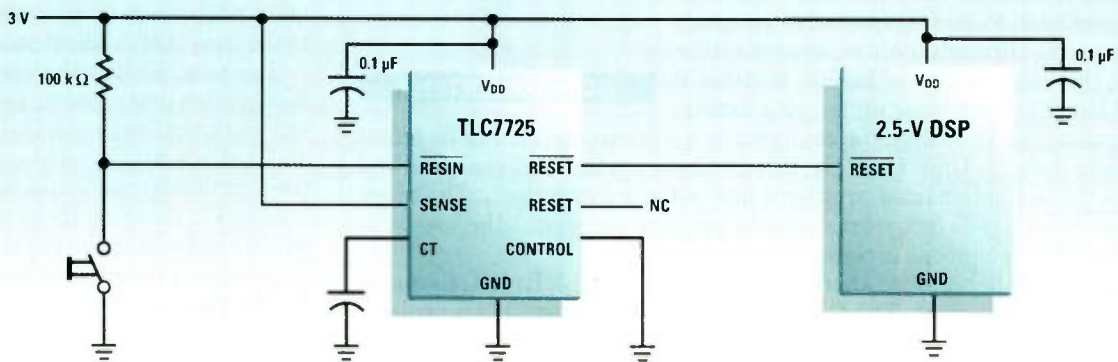 3 V
100 kΩ
0.1 µF
0.1 µF
VDD
VDD
TLC7725
2.5-V DSP
RESIN
RESET
RESET
SENSE
RESET
NC
CT
CONTROL
GND
GND